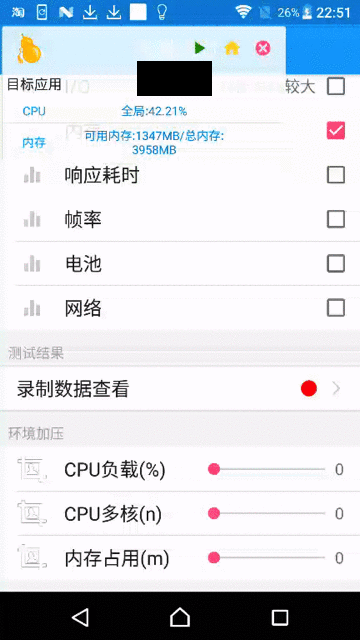 淘 N 26% 22:51
目标应用
I/O 较大
CPU 全局:42.21%
内存 可用内存:1347MB/总内存:
3958MB
响应耗时
帧率
电池
网络
测试结果
录制数据查看
环境加压
CPU负载(%) 0
CPU多核(n) 0
内存占用(m) 0